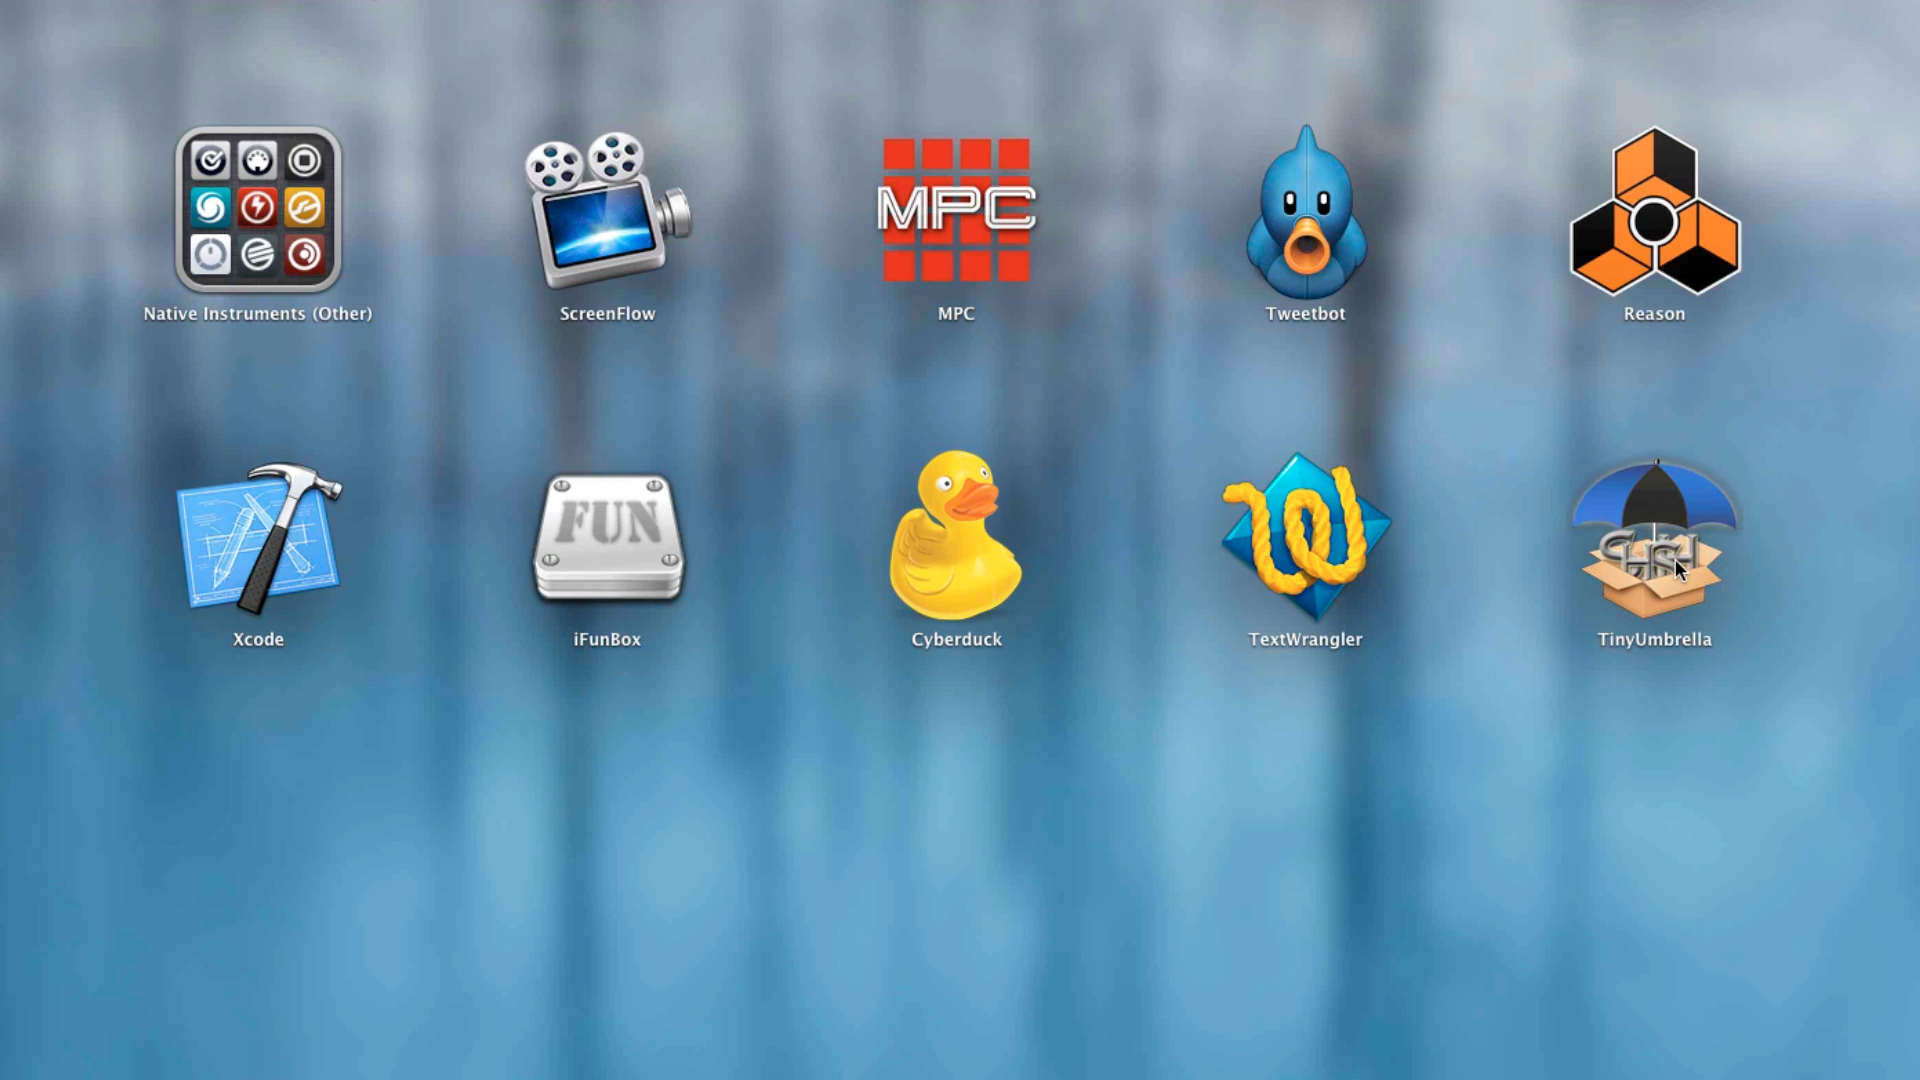 MPC
Native Instruments (Other)
ScreenFlow
MPC
Tweetbot
Reason
FUN
Xcode
iFunBox
Cyberduck
TextWrangler
TinyUmbrella